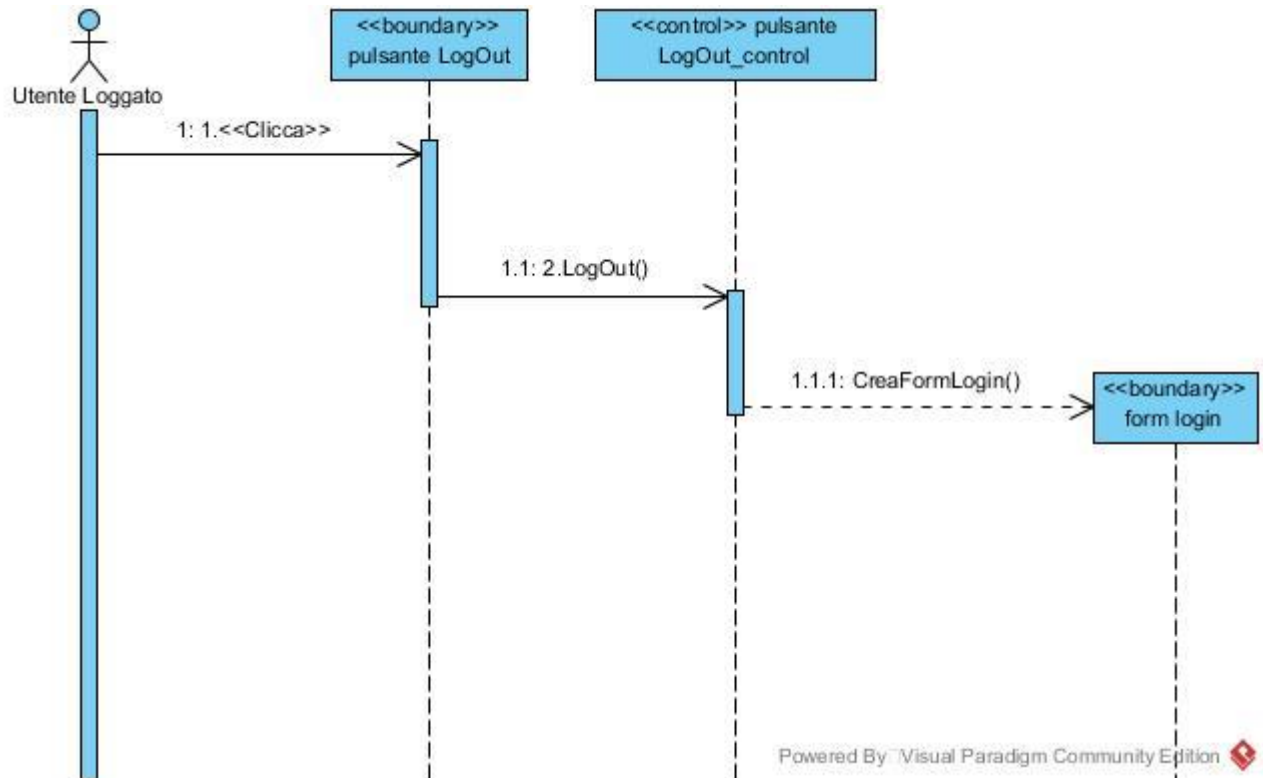 <<boundary>>
pulsante LogOut
<<control>> pulsante
LogOut_control
Utente Loggato
1: 1.<<Clicca>>
1.1: 2.LogOut()
1.1.1: CreaFormLogin()
<<boundary>>
form login
Powered By Visual Paradigm Community Edition